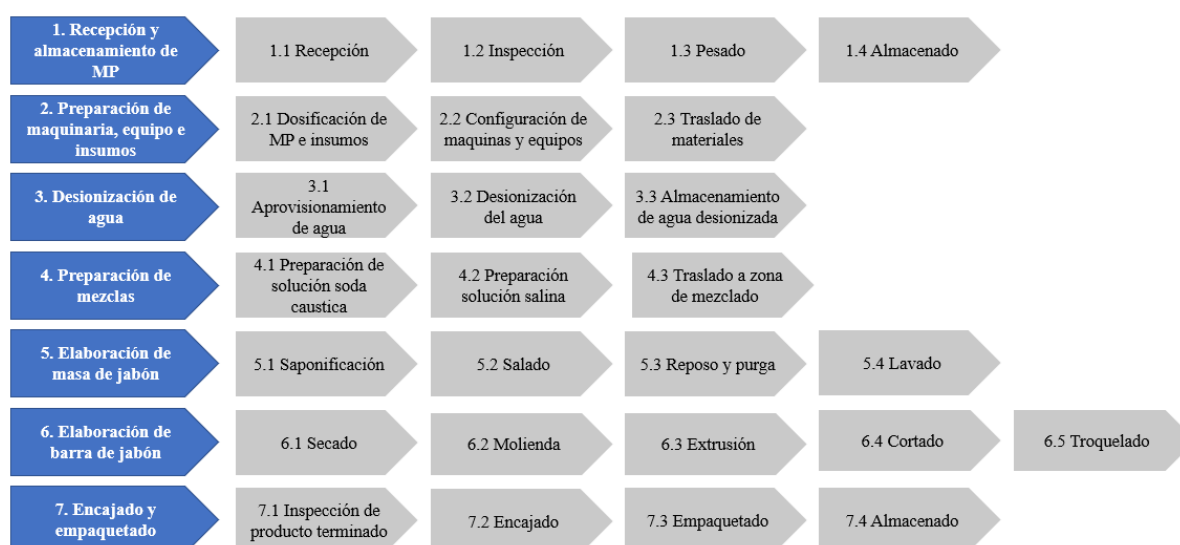 1. Recepción y
almacenamiento de
MP
1.1 Recepción
1.2 Inspección
1.3 Pesado
1.4 Almacenado
2. Preparación de
maquinaria, equipo e
insumos
2.1 Dosificación de
MP e insumos
2.2 Configuración de
maquinas y equipos
2.3 Traslado de
materiales
3. Desionización de
agua
3.1
Aprovisionamiento
de agua
3.2 Desionización
del agua
3.3 Almacenamiento
de agua desionizada
4. Preparación de
mezclas
4.1 Preparación de
solución soda
caustica
4.2 Preparación
solución salina
4.3 Traslado a zona
de mezclado
5. Elaboración de
masa de jabón
5.1 Saponificación
5.2 Salado
5.3 Reposo y purga
5.4 Lavado
6. Elaboración de
barra de jabón
6.1 Secado
6.2 Molienda
6.3 Extrusión
6.4 Cortado
6.5 Troquelado
7. Encajado y
empaquetado
7.1 Inspección de
producto terminado
7.2 Encajado
7.3 Empaquetado
7.4 Almacenado